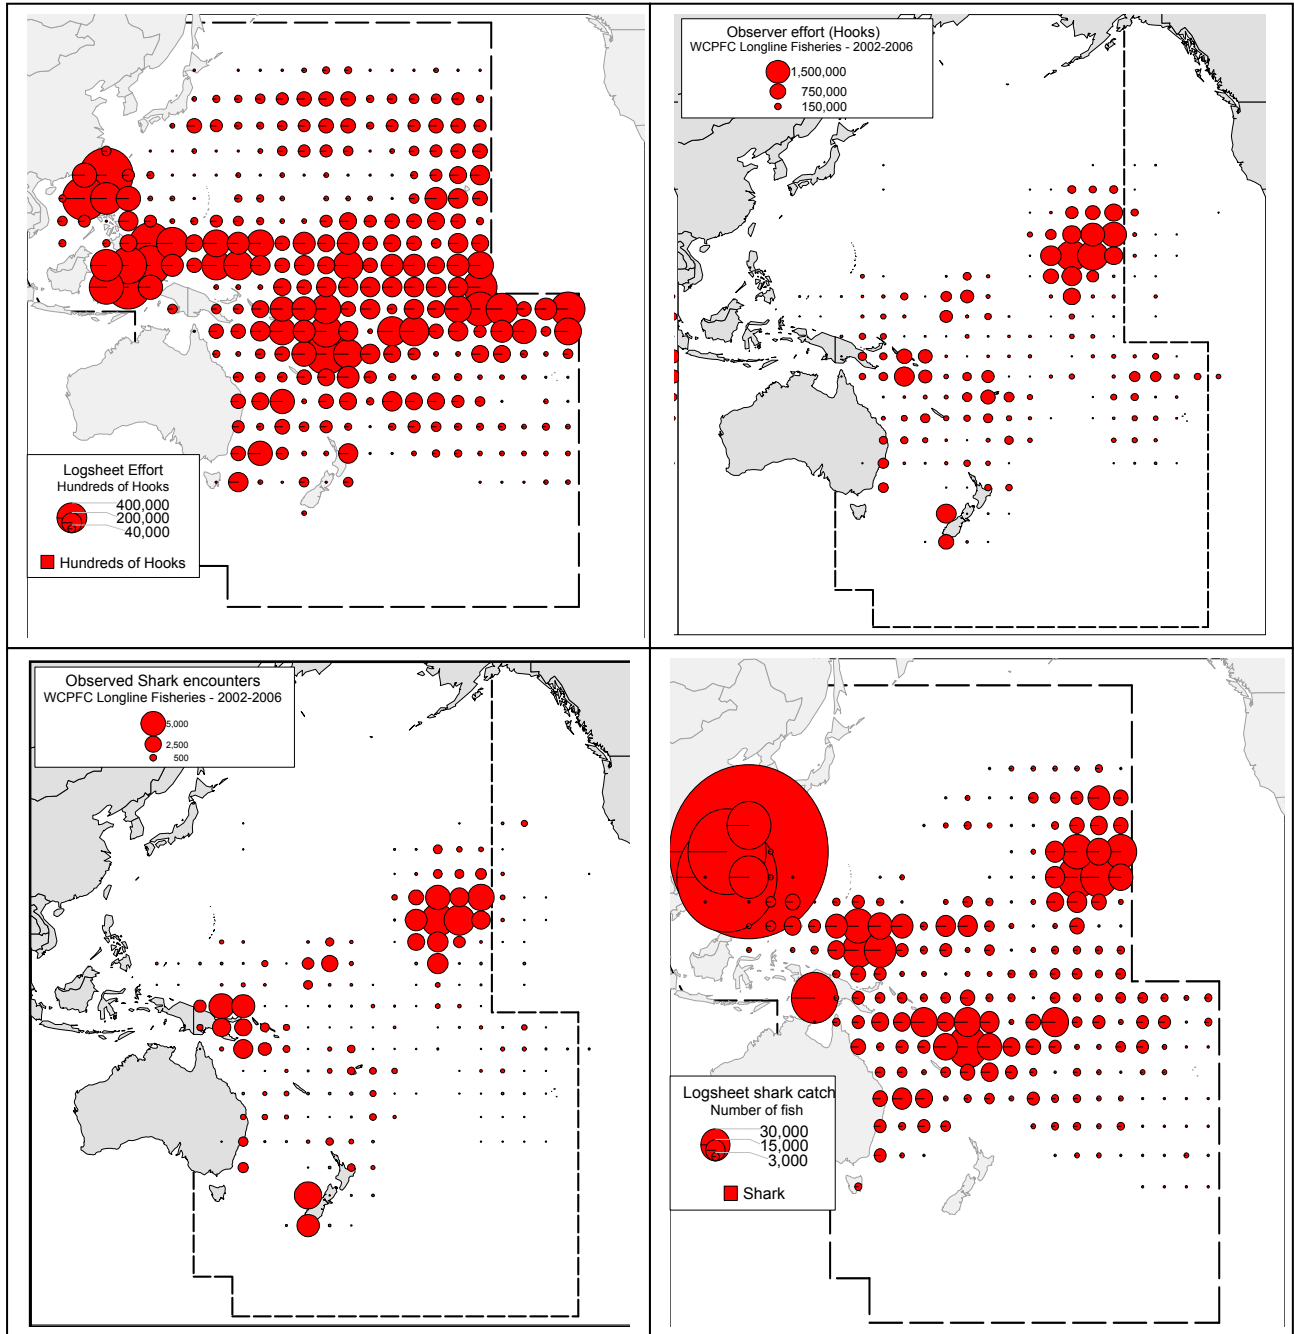 Logsheet Effort
Hundreds of Hooks
400,000
200,000
40,000
Hundreds of Hooks
Observer effort (Hooks)
WCPFC Longline Fisheries - 2002-2006
1,500,000
750,000
150,000
Observed Shark encounters
WCPFC Longline Fisheries - 2002-2006
5,000
2,500
500
Logsheet shark catch
Number of fish
30,000
15,000
3,000
Shark